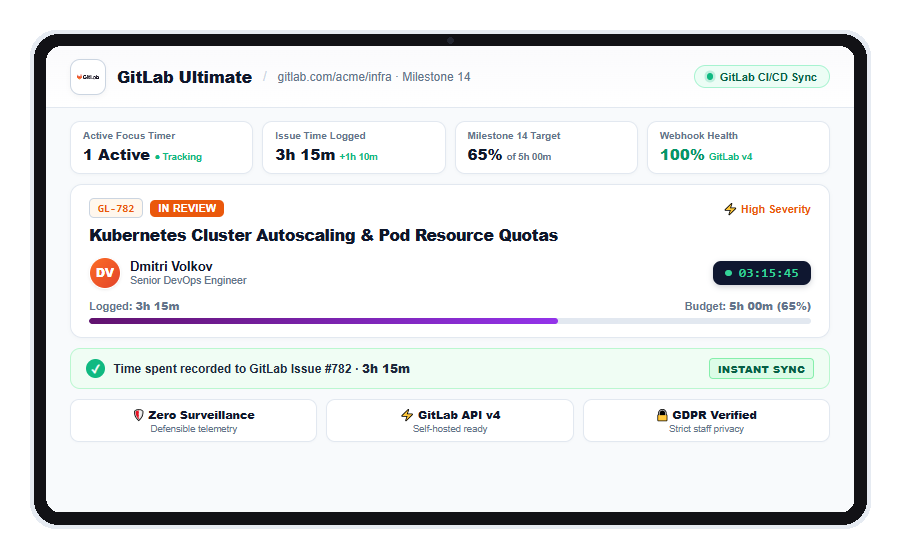 GitLab
GitLab Ultimate / gitlab.com/acme/infra · Milestone 14
GitLab CI/CD Sync
Active Focus Timer
1 Active • Tracking
Issue Time Logged
3h 15m +1h 10m
Milestone 14 Target
65% of 5h 00m
Webhook Health
100% GitLab v4
GL-782 IN REVIEW
⚡ High Severity
Kubernetes Cluster Autoscaling & Pod Resource Quotas
DV
Dmitri Volkov
Senior DevOps Engineer
03:15:45
Logged: 3h 15m
Budget: 5h 00m (65%)
Time spent recorded to GitLab Issue #782 · 3h 15m
INSTANT SYNC
Zero Surveillance
Defensible telemetry
⚡ GitLab API v4
Self-hosted ready
🔒 GDPR Verified
Strict staff privacy